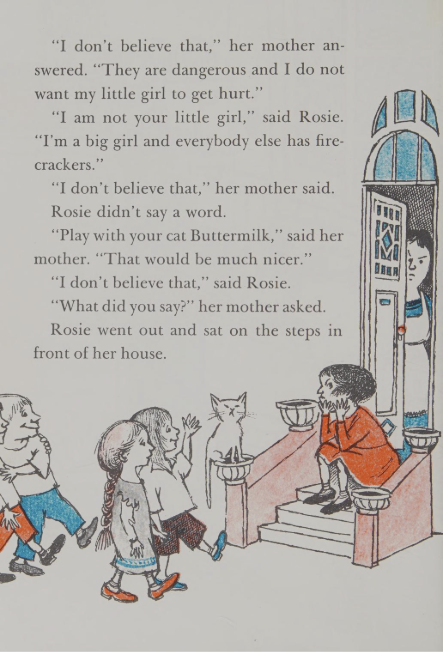 “I don’t believe that,” her mother an-
swered. “They are dangerous and I do not
want my little girl to get hurt.”
“I am not your little girl,” said Rosie.
“I’m a big girl and everybody else has fire-
crackers.”
“I don’t believe that,” her mother said.
Rosie didn’t say a word.
“Play with your cat Buttermilk,” said her
mother. “That would be much nicer.”
“I don’t believe that,” said Rosie.
“What did you say?” her mother asked.
Rosie went out and sat on the steps in
front of her house.